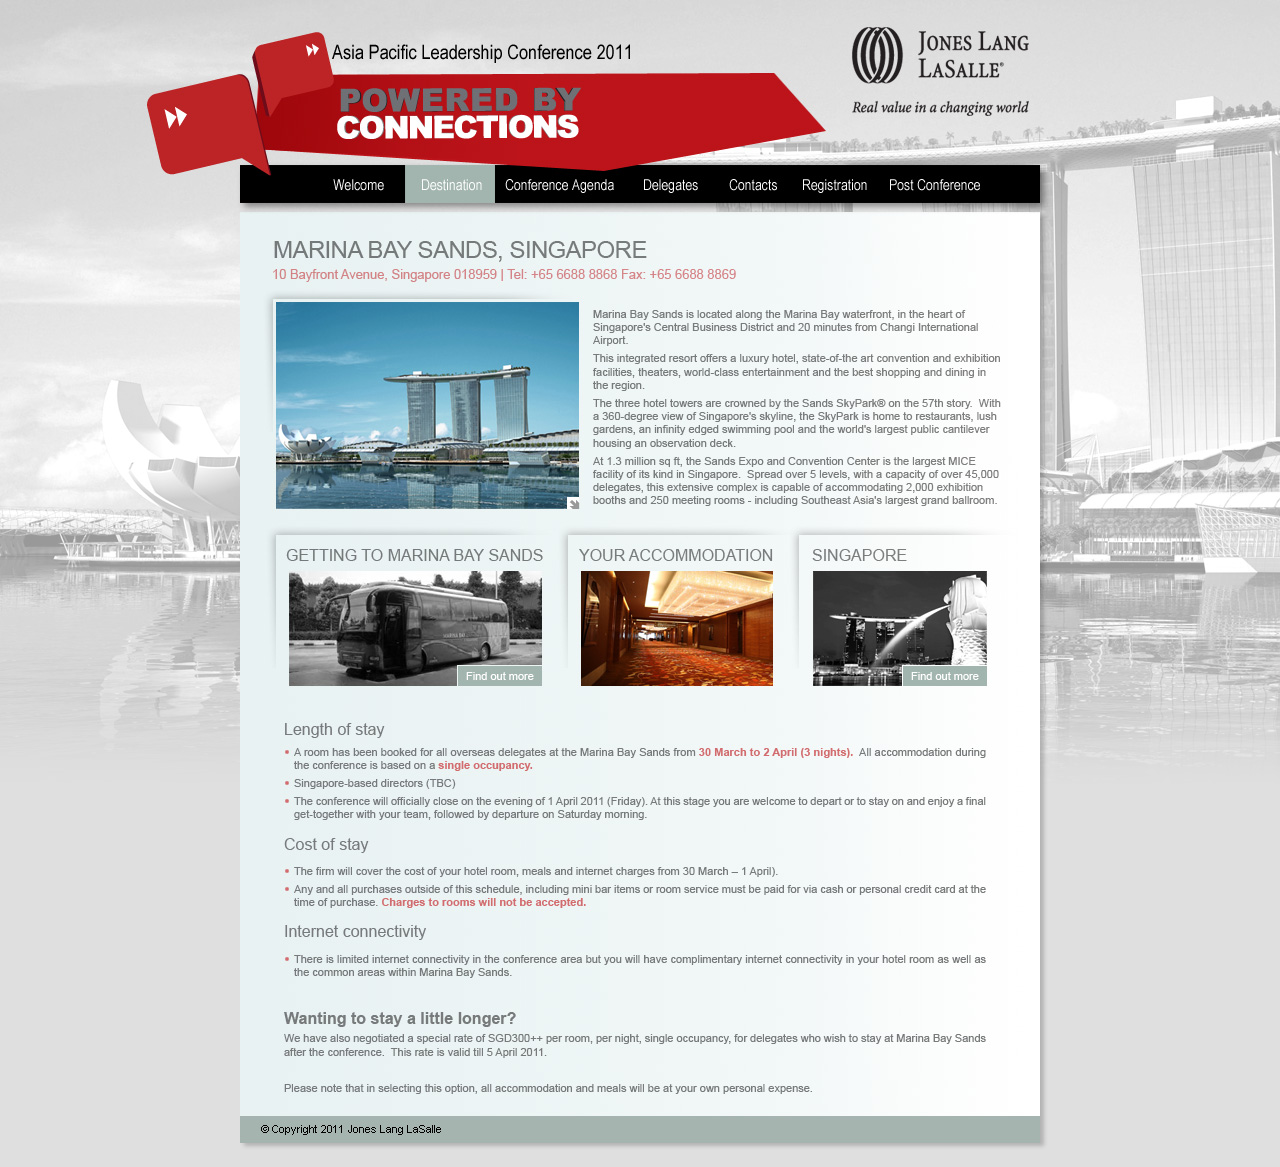 Asia Pacific Leadership Conference 2011
POWERED BY
CONNECTIONS
JONES LANG
LASALLE®
Real value in a changing world
Welcome Destination Conference Agenda Delegates Contacts Registration Post Conference
MARINA BAY SANDS, SINGAPORE
10 Bayfront Avenue, Singapore 018959 | Tel: +65 6688 8868 Fax: +65 6688 8869
Marina Bay Sands is located along the Marina Bay waterfront, in the heart of
Singapore's Central Business District and 20 minutes from Changi International
Airport.
This integrated resort offers a luxury hotel, state-of-the art convention and exhibition
facilities, theaters, world-class entertainment and the best shopping and dining in
the region.
The three hotel towers are crowned by the Sands SkyPark® on the 57th story. With
a 360-degree view of Singapore's skyline, the SkyPark is home to restaurants, lush
gardens, an infinity edged swimming pool and the world's largest public cantilever
housing an observation deck.
At 1.3 million sq ft, the Sands Expo and Convention Center is the largest MICE
facility of its kind in Singapore. Spread over 5 levels, with a capacity of over 45,000
delegates, this extensive complex is capable of accommodating 2,000 exhibition
booths and 250 meeting rooms - including Southeast Asia's largest grand ballroom.
GETTING TO MARINA BAY SANDS
MARINA BAY
Find out more
YOUR ACCOMMODATION
SINGAPORE
Find out more
Length of stay
• A room has been booked for all overseas delegates at the Marina Bay Sands from 30 March to 2 April (3 nights). All accommodation during
the conference is based on a single occupancy.
• Singapore-based directors (TBC)
• The conference will officially close on the evening of 1 April 2011 (Friday). At this stage you are welcome to depart or to stay on and enjoy a final
get-together with your team, followed by departure on Saturday morning.
Cost of stay
• The firm will cover the cost of your hotel room, meals and internet charges from 30 March – 1 April).
• Any and all purchases outside of this schedule, including mini bar items or room service must be paid for via cash or personal credit card at the
time of purchase. Charges to rooms will not be accepted.
Internet connectivity
• There is limited internet connectivity in the conference area but you will have complimentary internet connectivity in your hotel room as well as
the common areas within Marina Bay Sands.
Wanting to stay a little longer?
We have also negotiated a special rate of SGD300++ per room, per night, single occupancy, for delegates who wish to stay at Marina Bay Sands
after the conference. This rate is valid till 5 April 2011.
Please note that in selecting this option, all accommodation and meals will be at your own personal expense.
© Copyright 2011 Jones Lang LaSalle